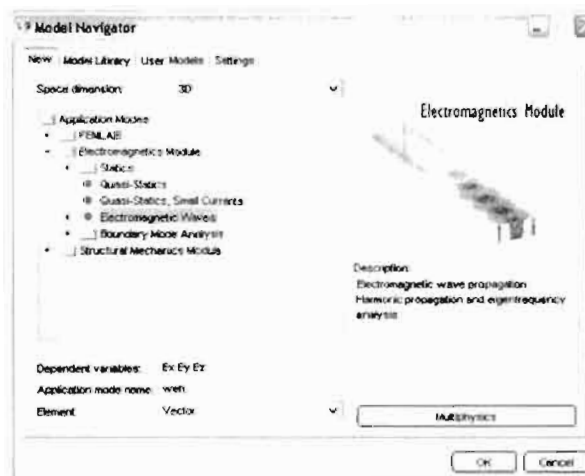 Model Navigator
New Model Library User Models Settings
Space dimension: 3D
Electromagnetics Module
Application Modes
FEMLAB
Electromagnetics Module
Statics
Quasi-Statics
Quasi-Statics, Small Currents
Electromagnetic Waves
Boundary Mode Analysis
Structural Mechanics Module
Description:
Electromagnetic wave propagation
Harmonic propagation and eigenfrequency
analysis
Dependent variables: Ex Ey Ez
Application mode name:
Element: Vector
Multiphysics
OK Cancel